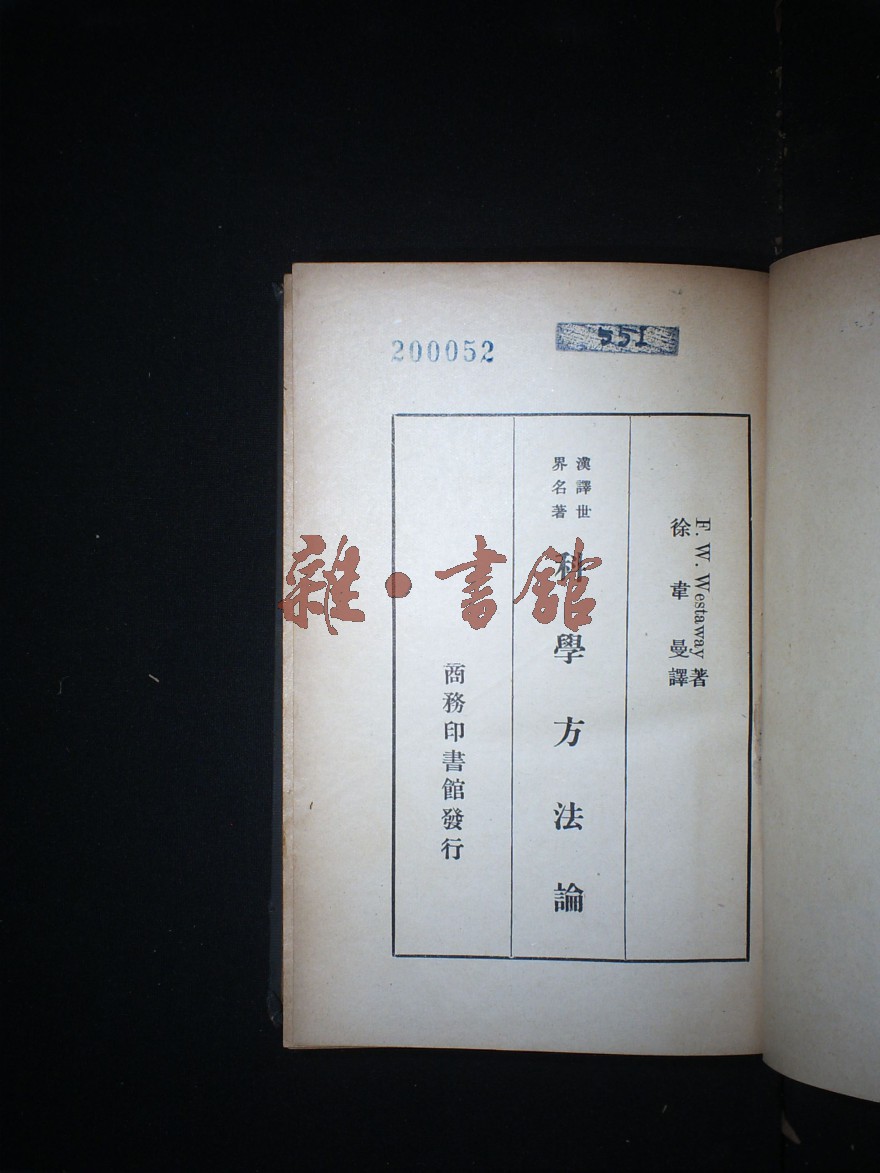 200052
551
F. W. Westaway 著
徐韋曼譯
漢譯世
界名著
科學方法論
商務印書館發行
雜·書館